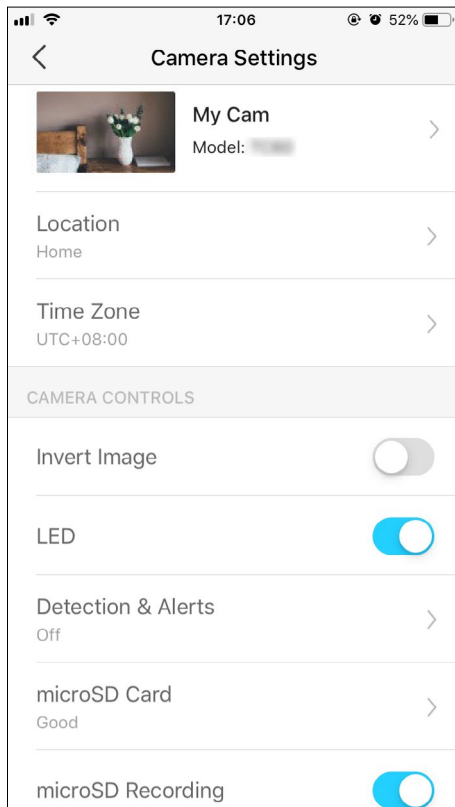 17:06
52%
Camera Settings
My Cam
Model:
Location
Home
Time Zone
UTC+08:00
CAMERA CONTROLS
Invert Image
LED
Detection & Alerts
Off
microSD Card
Good
microSD Recording